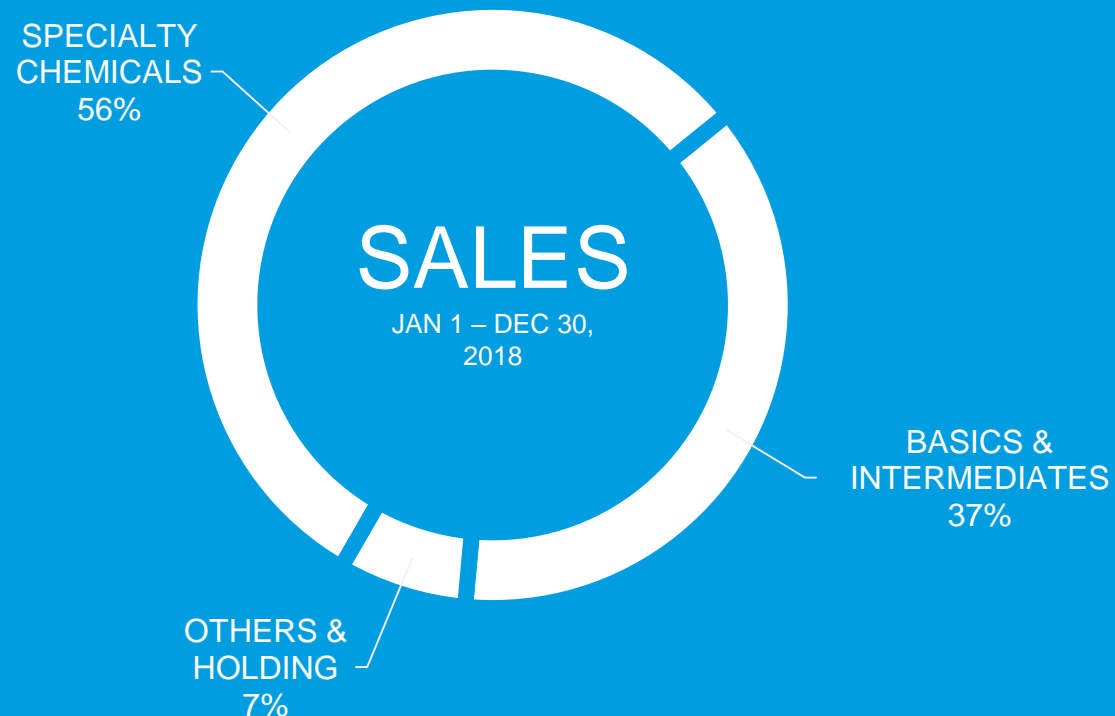 SPECIALTY
CHEMICALS
56%
SALES
JAN 1 – DEC 30,
2018
BASICS &
INTERMEDIATES
37%
OTHERS &
HOLDING
7%